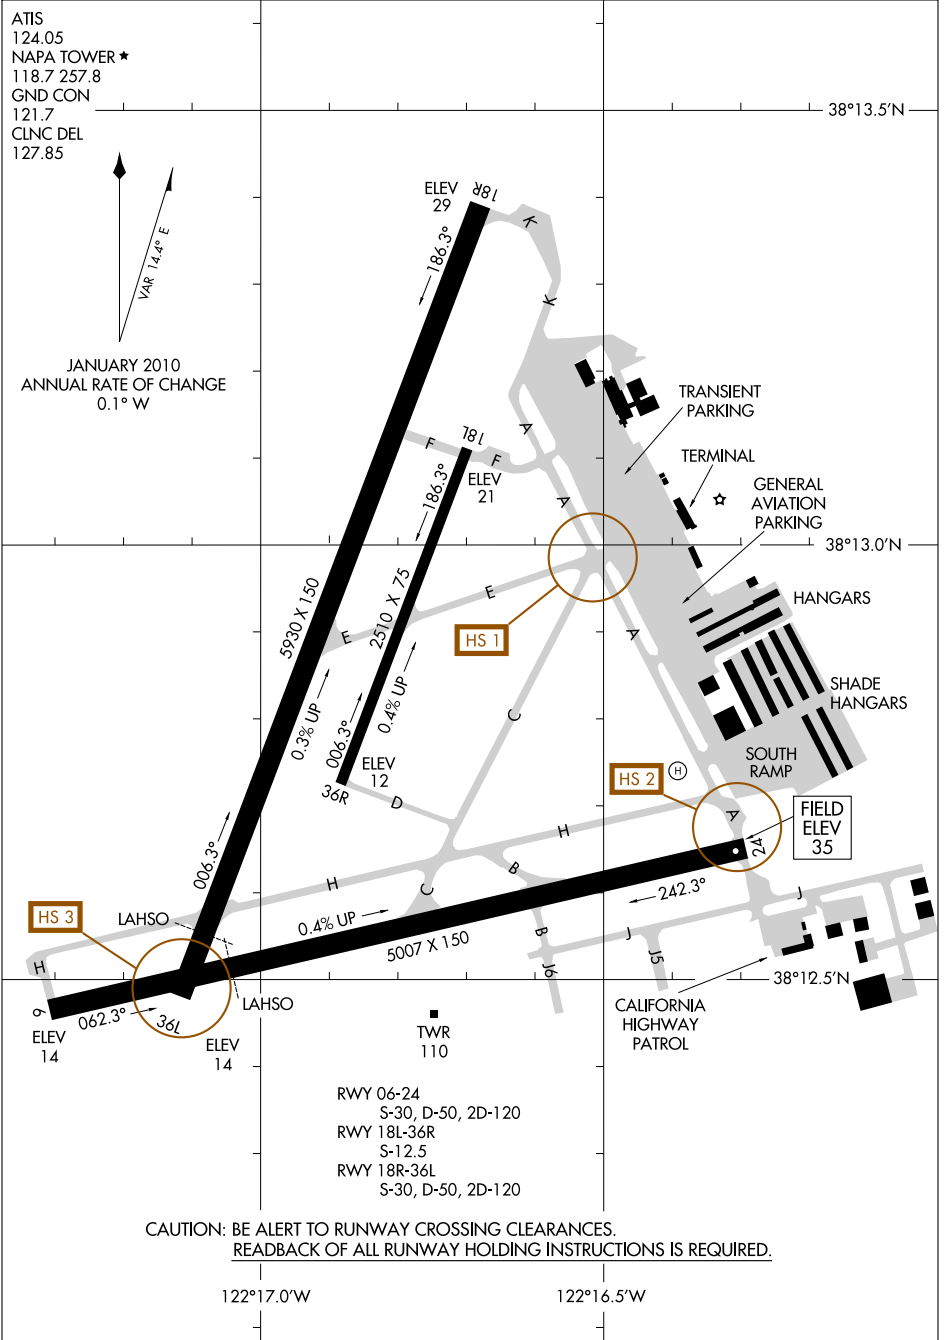 ATIS
124.05
NAPA TOWER
118.7 257.8
GND CON
121.7
CLNC DEL
127.85
38°13.5'N
VAR 14.4° E
JANUARY 2010
ANNUAL RATE OF CHANGE
0.1° W
ELEV
29
18R
K
K
186.3°
TRANSIENT
PARKING
A
F
18L
F
TERMINAL
ELEV
21
186.3°
A
GENERAL
AVIATION
PARKING
38°13.0'N
5930 X 150
2510 X 75
E
E
HS 1
A
HANGARS
SHADE
HANGARS
0.3% UP
006.3°
0.4% UP
C
ELEV
12
36R
D
HS 2
H
SOUTH
RAMP
FIELD
ELEV
35
A
24
H
006.3°
B
H
C
242.3°
J
HS 3
LAHSO
0.4% UP
5007 X 150
B
J
J5
J6
H
38°12.5'N
LAHSO
6
062.3°
36L
ELEV
14
ELEV
14
TWR
110
CALIFORNIA
HIGHWAY
PATROL
RWY 06-24
S-30, D-50, 2D-120
RWY 18L-36R
S-12.5
RWY 18R-36L
S-30, D-50, 2D-120
CAUTION: BE ALERT TO RUNWAY CROSSING CLEARANCES.
READBACK OF ALL RUNWAY HOLDING INSTRUCTIONS IS REQUIRED.
122°17.0'W
122°16.5'W